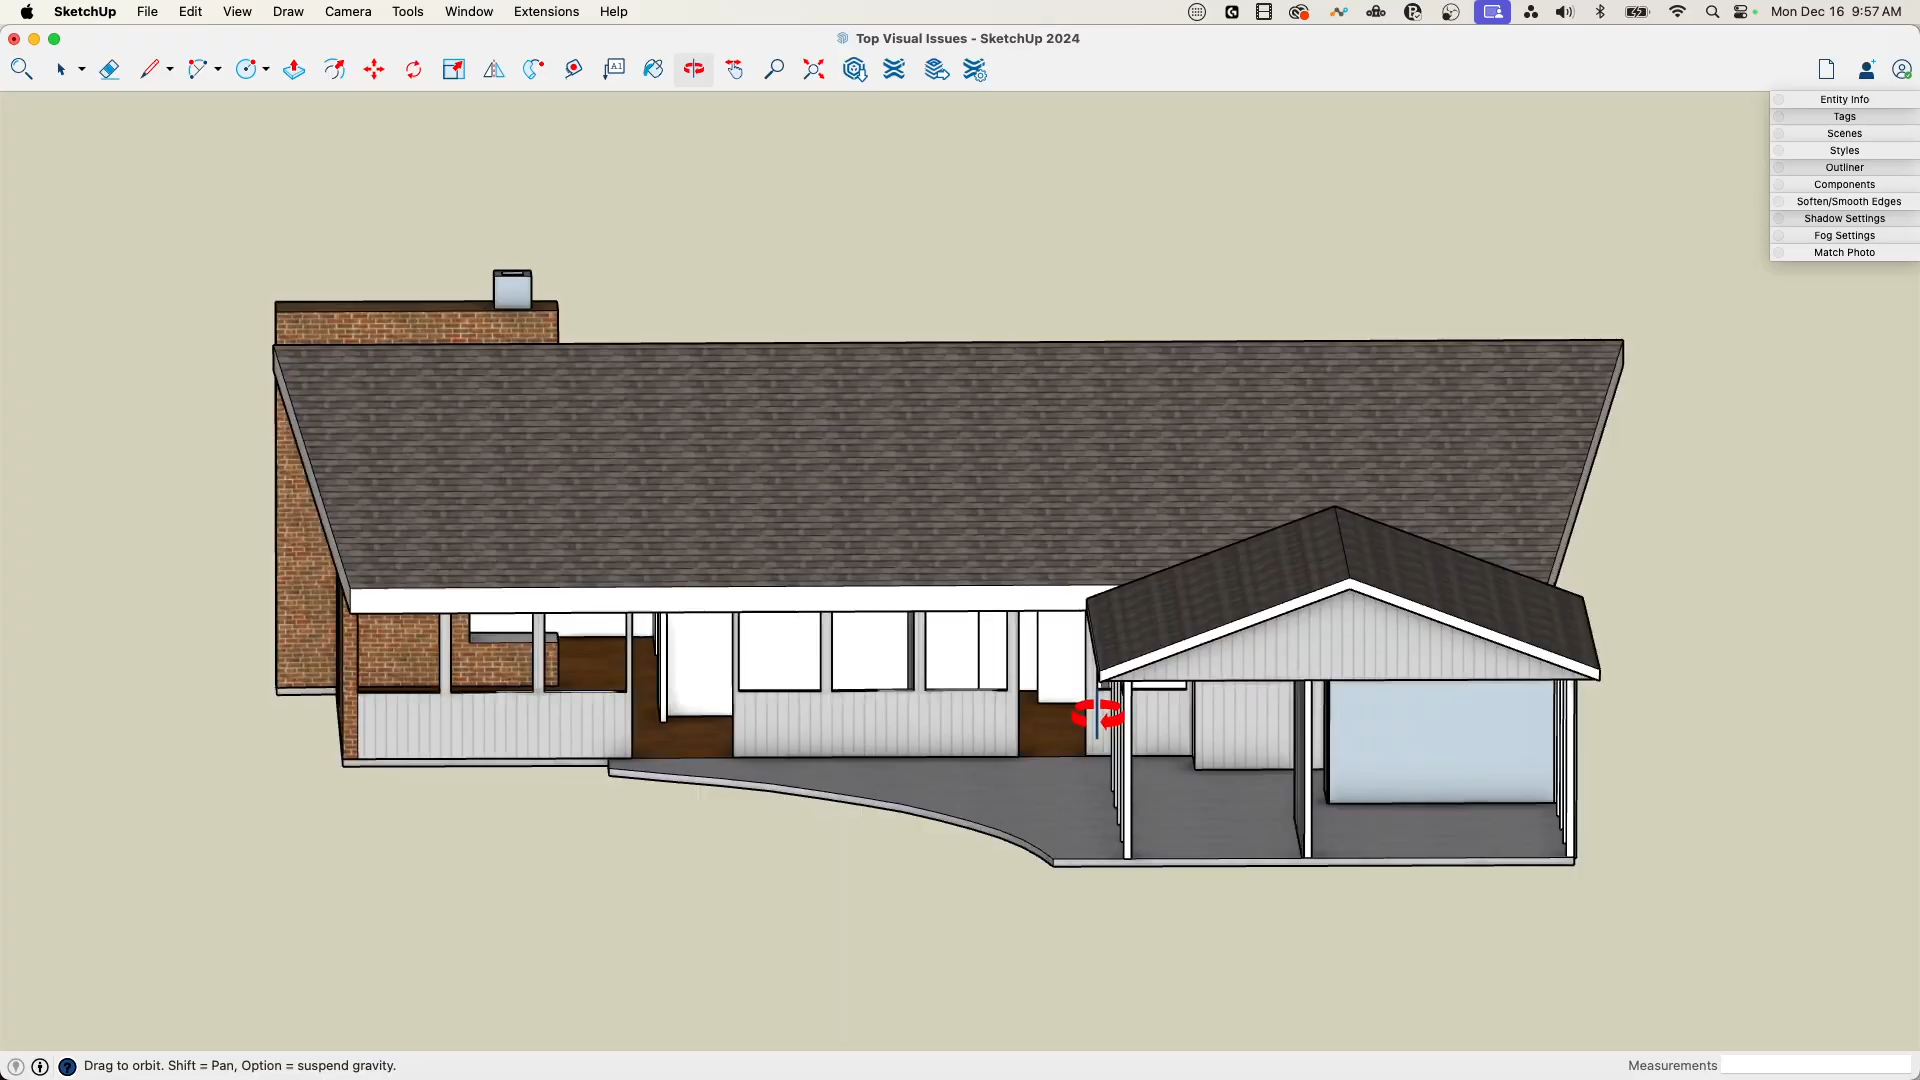 SketchUp File Edit View Draw Camera Tools Window Extensions Help Mon Dec 16 9:57 AM
Top Visual Issues - SketchUp 2024
A1
Entity Info
Tags
Scenes
Styles
Outliner
Components
Soften/Smooth Edges
Shadow Settings
Fog Settings
Match Photo
Drag to orbit. Shift = Pan, Option = suspend gravity. Measurements